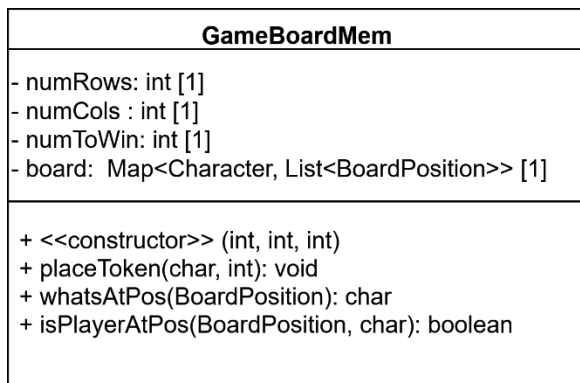 GameBoardMem
- numRows: int [1]
- numCols : int [1]
- numToWin: int [1]
- board:  Map<Character, List<BoardPosition>> [1]
+ <<constructor>> (int, int, int)
+ placeToken(char, int): void
+ whatsAtPos(BoardPosition): char
+ isPlayerAtPos(BoardPosition, char): boolean